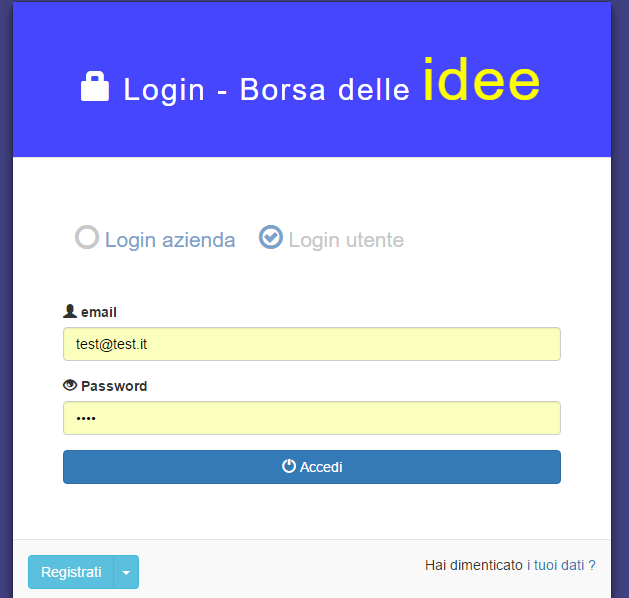 Login - Borsa delle idee
Login azienda Login utente
email
test@test.it
Password
••••
Accedi
Registrati
Hai dimenticato i tuoi dati ?